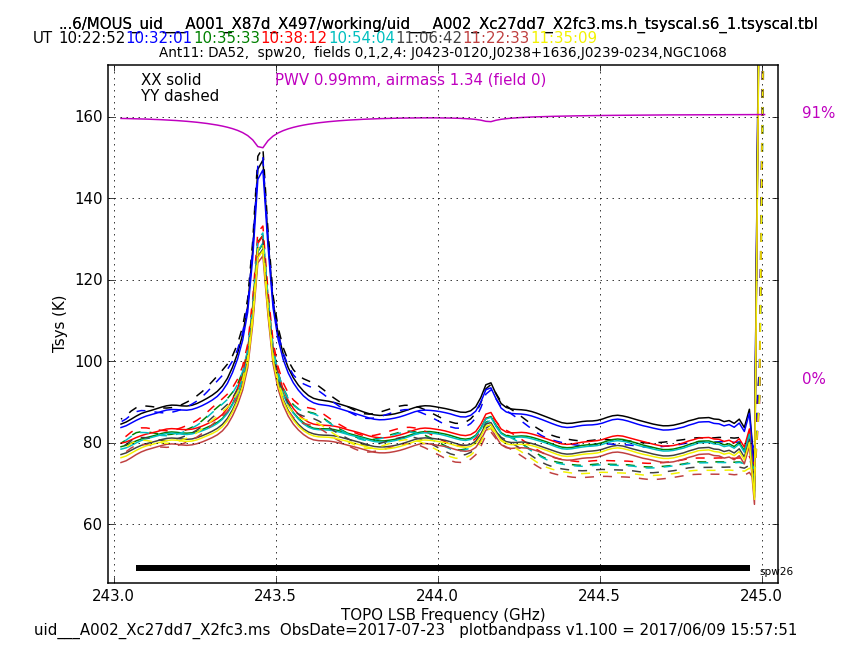 ...6/MOUS_uid___A001_X87d_X497/working/uid___A002_Xc27dd7_X2fc3.ms.h_tsyscal.s6_1.tsyscal.tbl
UT 10:22:52 10:32:01 10:35:33 10:38:12 10:54:04 11:06:42 11:22:33 11:35:09
Ant11: DA52, spw20, fields 0,1,2,4: J0423-0120,J0238+1636,J0239-0234,NGC1068
XX solid
PWV 0.99mm, airmass 1.34 (field 0)
YY dashed
91%
0%
160
140
120
100
80
60
Tsys (K)
spw26
243.0 243.5 244.0 244.5 245.0
TOPO LSB Frequency (GHz)
uid___A002_Xc27dd7_X2fc3.ms ObsDate=2017-07-23 plotbandpass v1.100 = 2017/06/09 15:57:51